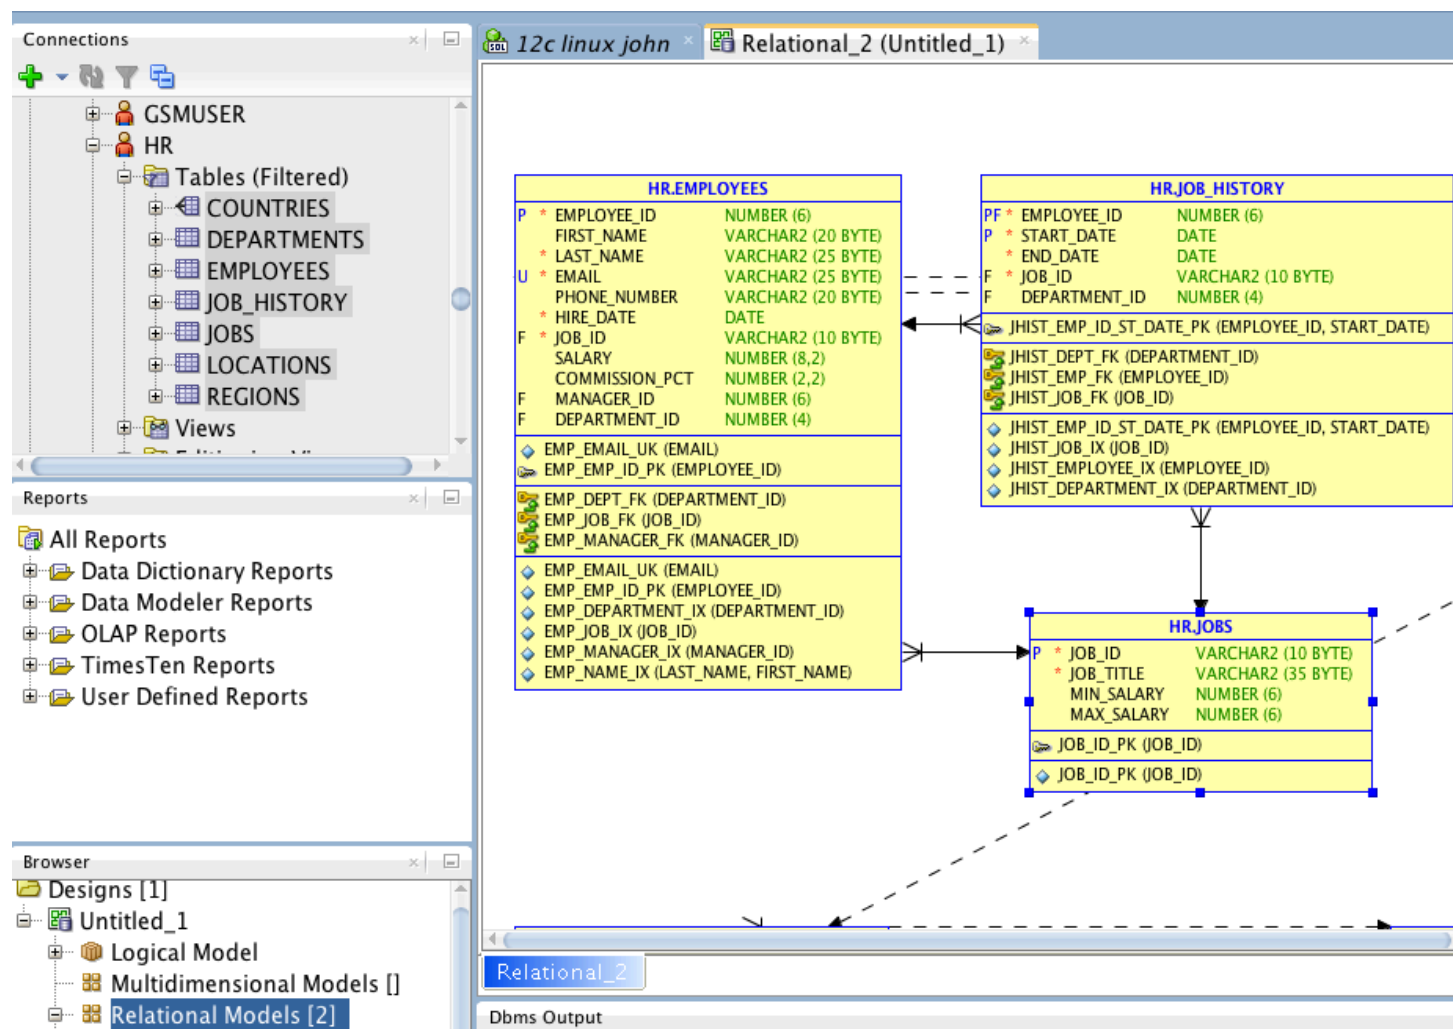 Connections
GSMUSER
HR
Tables (Filtered)
COUNTRIES
DEPARTMENTS
EMPLOYEES
JOB_HISTORY
JOBS
LOCATIONS
REGIONS
Views
Reports
All Reports
Data Dictionary Reports
Data Modeler Reports
OLAP Reports
TimesTen Reports
User Defined Reports
Browser
Designs [1]
Untitled_1
Logical Model
Multidimensional Models []
Relational Models [2]
12c linux john
Relational_2 (Untitled_1)
HR.EMPLOYEES
P * EMPLOYEE_ID NUMBER (6)
FIRST_NAME VARCHAR2 (20 BYTE)
* LAST_NAME VARCHAR2 (25 BYTE)
U * EMAIL VARCHAR2 (25 BYTE)
PHONE_NUMBER VARCHAR2 (20 BYTE)
* HIRE_DATE DATE
F * JOB_ID VARCHAR2 (10 BYTE)
SALARY NUMBER (8,2)
COMMISSION_PCT NUMBER (2,2)
F MANAGER_ID NUMBER (6)
F DEPARTMENT_ID NUMBER (4)
EMP_EMAIL_UK (EMAIL)
EMP_EMP_ID_PK (EMPLOYEE_ID)
EMP_DEPT_FK (DEPARTMENT_ID)
EMP_JOB_FK (JOB_ID)
EMP_MANAGER_FK (MANAGER_ID)
EMP_EMAIL_UK (EMAIL)
EMP_EMP_ID_PK (EMPLOYEE_ID)
EMP_DEPARTMENT_IX (DEPARTMENT_ID)
EMP_JOB_IX (JOB_ID)
EMP_MANAGER_IX (MANAGER_ID)
EMP_NAME_IX (LAST_NAME, FIRST_NAME)
HR.JOB_HISTORY
PF * EMPLOYEE_ID NUMBER (6)
P * START_DATE DATE
* END_DATE DATE
F * JOB_ID VARCHAR2 (10 BYTE)
F DEPARTMENT_ID NUMBER (4)
JHIST_EMP_ID_ST_DATE_PK (EMPLOYEE_ID, START_DATE)
JHIST_DEPT_FK (DEPARTMENT_ID)
JHIST_EMP_FK (EMPLOYEE_ID)
JHIST_JOB_FK (JOB_ID)
JHIST_EMP_ID_ST_DATE_PK (EMPLOYEE_ID, START_DATE)
JHIST_JOB_IX (JOB_ID)
JHIST_EMPLOYEE_IX (EMPLOYEE_ID)
JHIST_DEPARTMENT_IX (DEPARTMENT_ID)
HR.JOBS
P * JOB_ID VARCHAR2 (10 BYTE)
* JOB_TITLE VARCHAR2 (35 BYTE)
MIN_SALARY NUMBER (6)
MAX_SALARY NUMBER (6)
JOB_ID_PK (JOB_ID)
JOB_ID_PK (JOB_ID)
Relational_2
Dbms Output